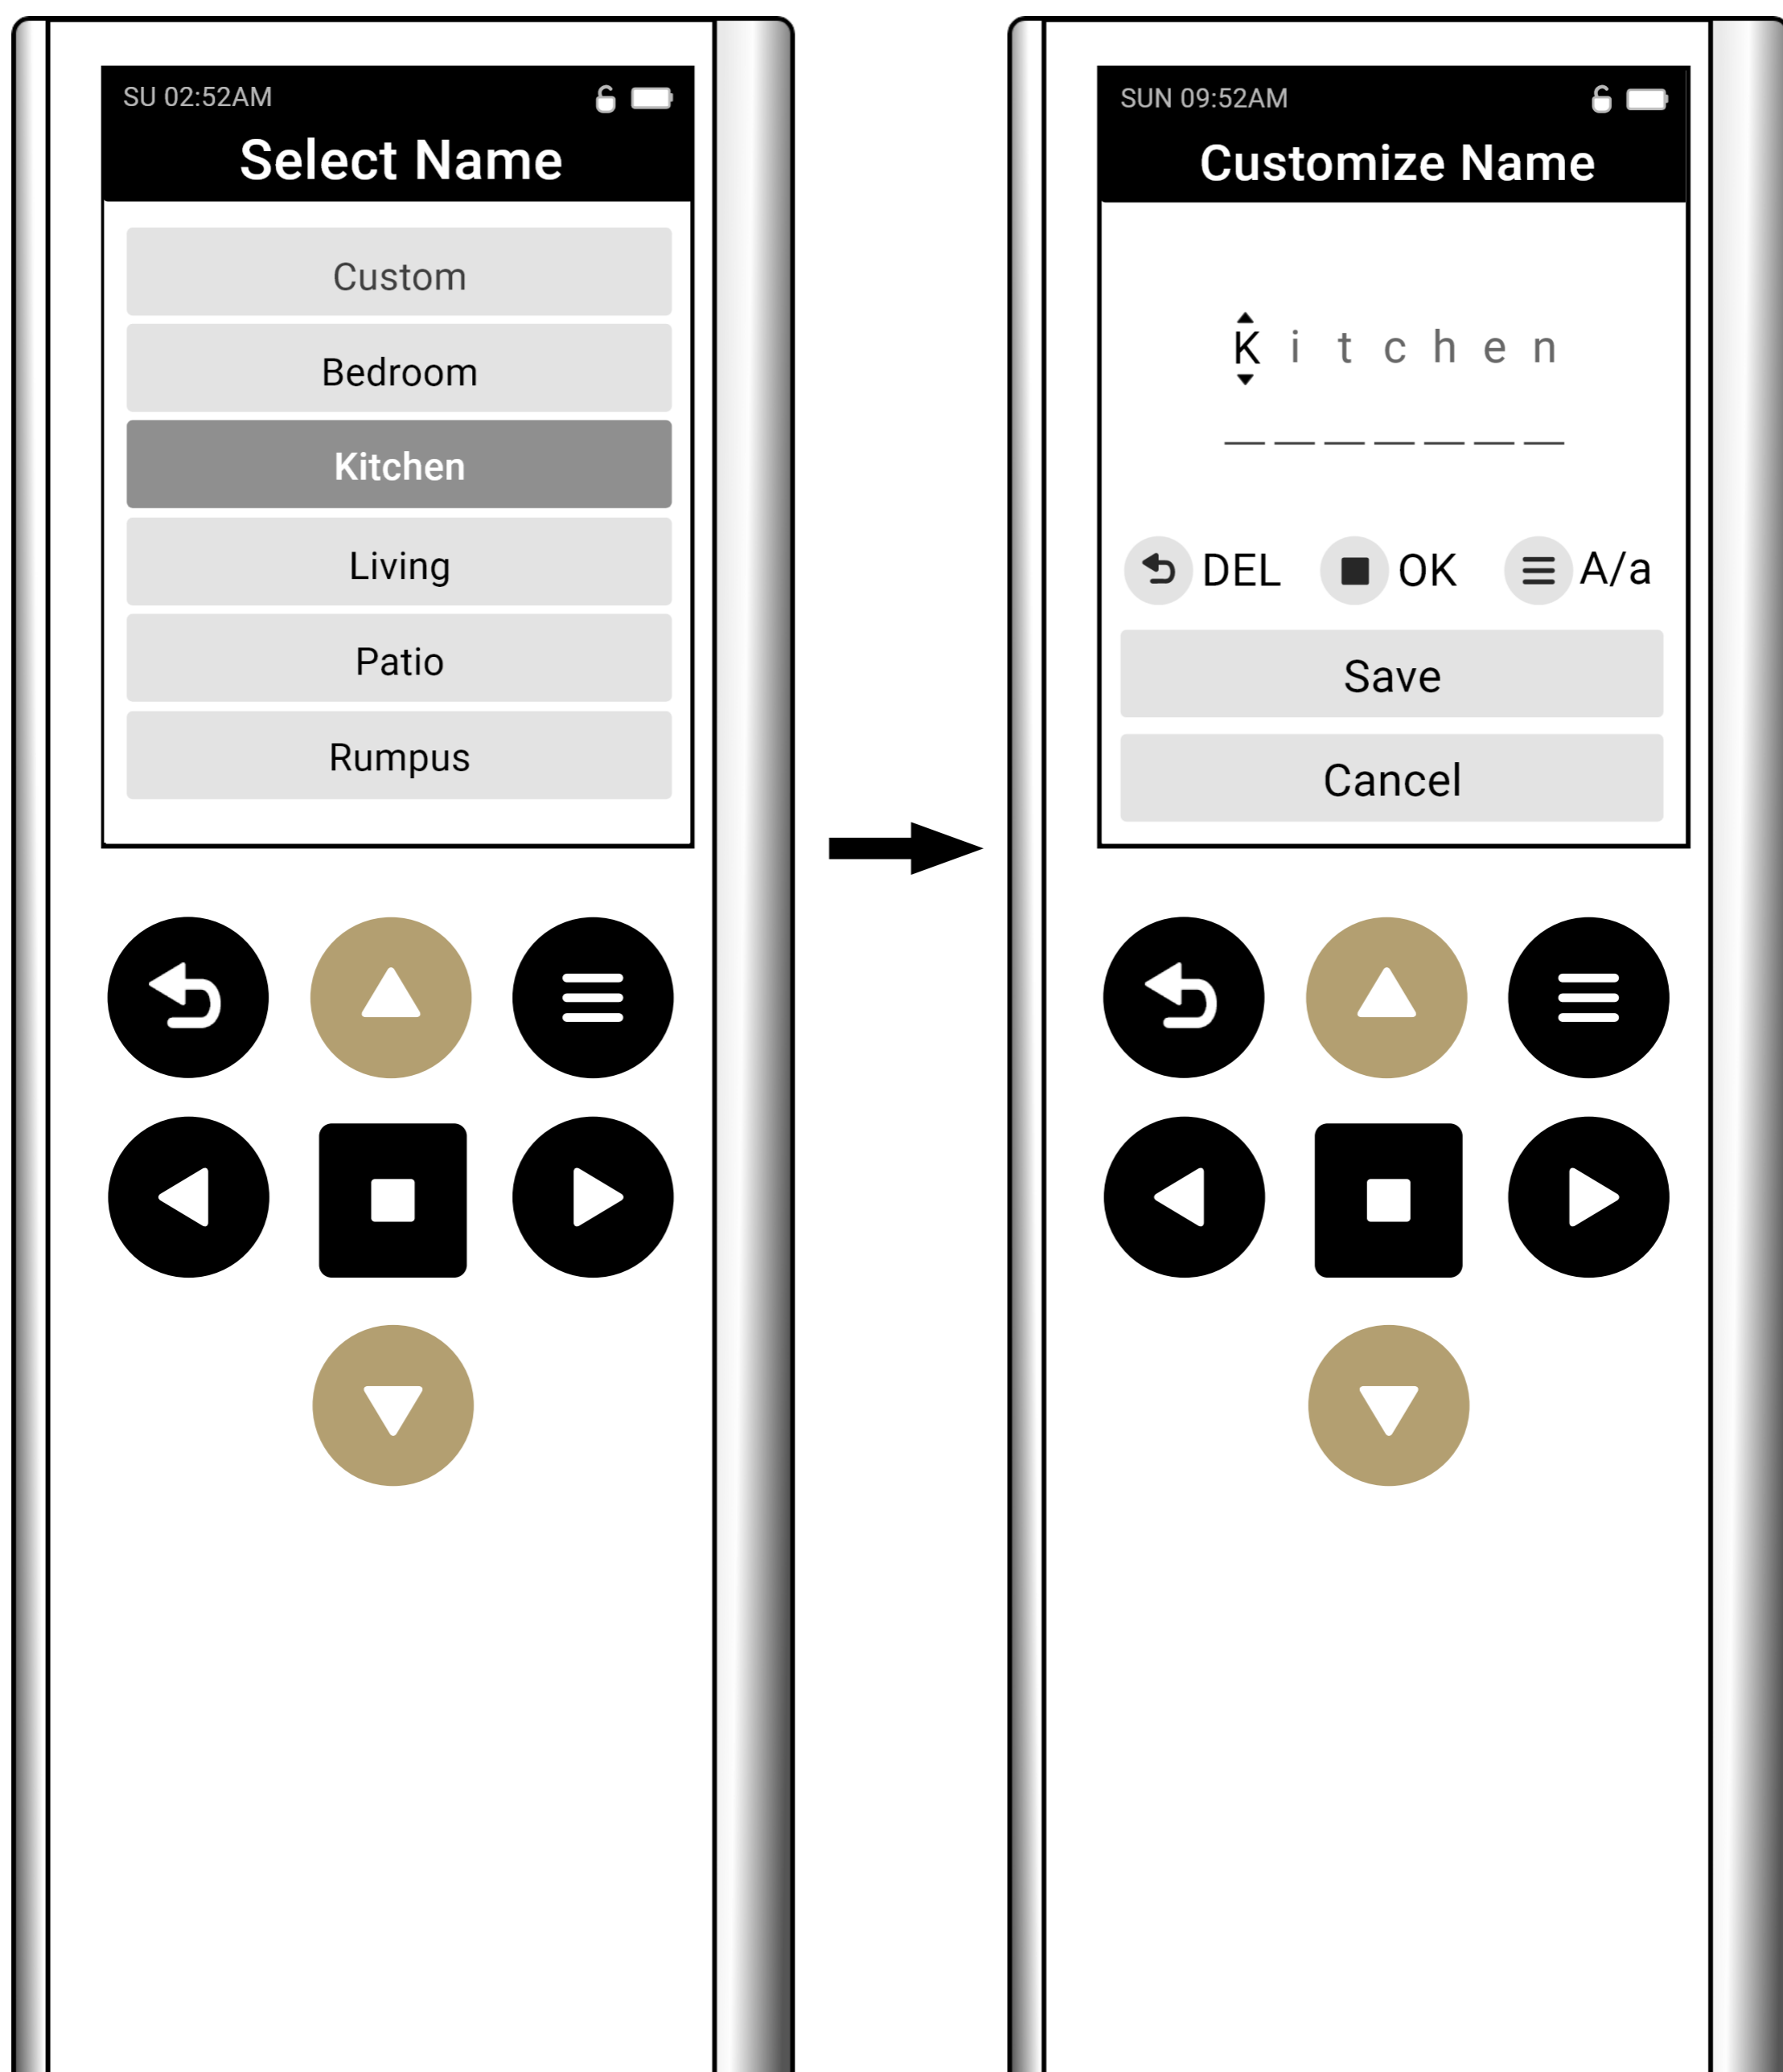 SU 02:52AM
Select Name
Custom
Bedroom
Kitchen
Living
Patio
Rumpus
SUN 09:52AM
Customize Name
Kitchen
DEL OK A/a
Save
Cancel